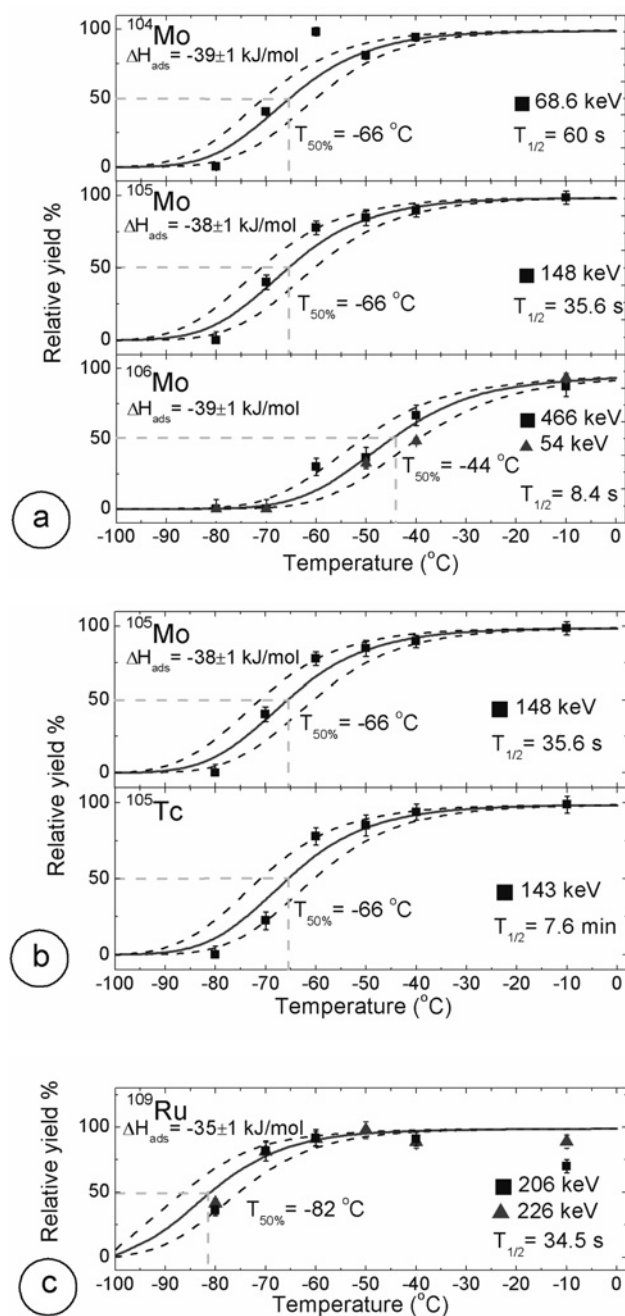 100
104Mo
ΔHads= -39±1 kJ/mol
50
T50%= -66 °C
■ 68.6 keV
T1/2= 60 s
0
100
105Mo
ΔHads= -38±1 kJ/mol
50
T50%= -66 °C
■ 148 keV
T1/2= 35.6 s
0
Relative yield %
100
106Mo
ΔHads= -39±1 kJ/mol
50
T50%= -44 °C
■ 466 keV
▲ 54 keV
T1/2= 8.4 s
0
a
-100 -90 -80 -70 -60 -50 -40 -30 -20 -10 0
Temperature (°C)
100
105Mo
ΔHads= -38±1 kJ/mol
50
T50%= -66 °C
■ 148 keV
T1/2= 35.6 s
0
Relative yield %
100
105Tc
50
T50%= -66 °C
■ 143 keV
T1/2= 7.6 min
0
b
-100 -90 -80 -70 -60 -50 -40 -30 -20 -10 0
Temperature (°C)
Relative yield %
100
109Ru
ΔHads= -35±1 kJ/mol
50
T50%= -82 °C
■ 206 keV
▲ 226 keV
T1/2= 34.5 s
0
c
-100 -90 -80 -70 -60 -50 -40 -30 -20 -10 0
Temperature (°C)